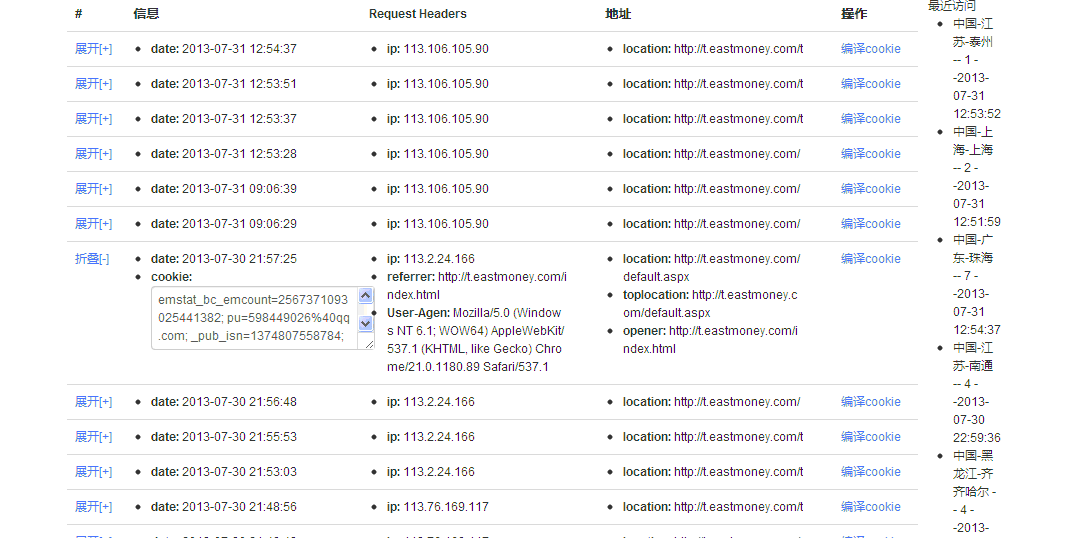 # 信息 Request Headers 地址 操作
展开[+] date: 2013-07-31 12:54:37 ip: 113.106.105.90 location: http://t.eastmoney.com/t 编译cookie
展开[+] date: 2013-07-31 12:53:51 ip: 113.106.105.90 location: http://t.eastmoney.com/t 编译cookie
展开[+] date: 2013-07-31 12:53:37 ip: 113.106.105.90 location: http://t.eastmoney.com/t 编译cookie
展开[+] date: 2013-07-31 12:53:28 ip: 113.106.105.90 location: http://t.eastmoney.com/ 编译cookie
展开[+] date: 2013-07-31 09:06:39 ip: 113.106.105.90 location: http://t.eastmoney.com/ 编译cookie
展开[+] date: 2013-07-31 09:06:29 ip: 113.106.105.90 location: http://t.eastmoney.com/ 编译cookie
折叠[-] date: 2013-07-30 21:57:25 ip: 113.2.24.166 location: http://t.eastmoney.com/ 编译cookie
cookie: referrer: http://t.eastmoney.com/i default.aspx
emstat_bc_emcount=2567371093 ndex.html toplocation: http://t.eastmoney.c
025441382; pu=598449026%40qq User-Agen: Mozilla/5.0 (Window om/default.aspx
.com; _pub_isn=1374807558784; s NT 6.1; WOW64) AppleWebKit/ opener: http://t.eastmoney.com/i
537.1 (KHTML, like Gecko) Chro ndex.html
me/21.0.1180.89 Safari/537.1
展开[+] date: 2013-07-30 21:56:48 ip: 113.2.24.166 location: http://t.eastmoney.com/ 编译cookie
展开[+] date: 2013-07-30 21:55:53 ip: 113.2.24.166 location: http://t.eastmoney.com/t 编译cookie
展开[+] date: 2013-07-30 21:53:03 ip: 113.2.24.166 location: http://t.eastmoney.com/t 编译cookie
展开[+] date: 2013-07-30 21:48:56 ip: 113.76.169.117 location: http://t.eastmoney.com/t 编译cookie
最近访问
中国-江
苏-泰州
-- 1 -
-2013-
07-31
12:53:52
中国-上
海-上海
-- 2 -
-2013-
07-31
12:51:59
中国-广
东-珠海
-- 7 -
-2013-
07-31
12:54:37
中国-江
苏-南通
-- 4 -
-2013-
07-30
22:59:36
中国-黑
龙江-齐
齐哈尔 -
- 4 -
-2013-